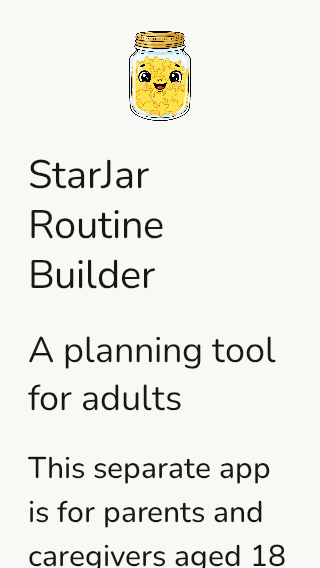 StarJar
Routine
Builder
A planning tool
for adults
This separate app
is for parents and
caregivers aged 18